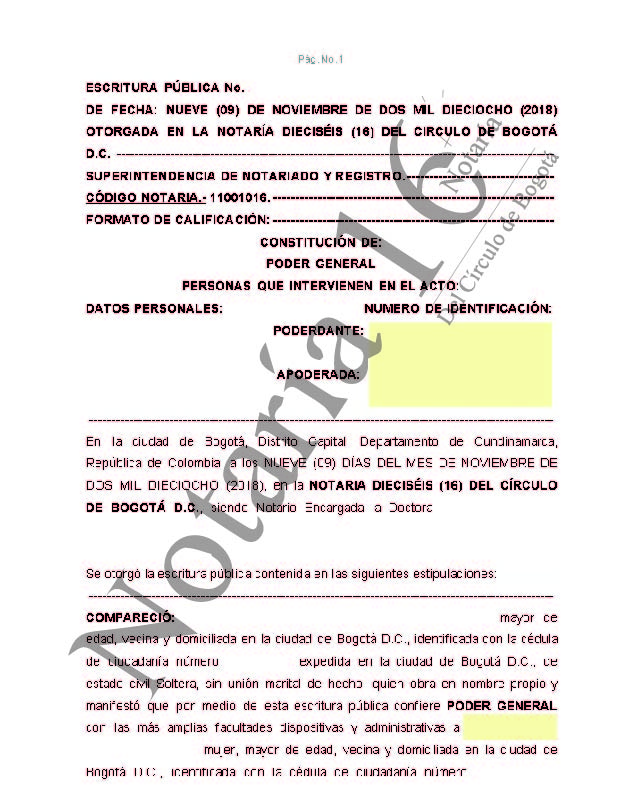 Pág. No. 1
ESCRITURA PÚBLICA No.
DE FECHA: NUEVE (09) DE NOVIEMBRE DE DOS MIL DIECIOCHO (2018)
OTORGADA EN LA NOTARÍA DIECISÉIS (16) DEL CIRCULO DE BOGOTÁ
D.C. ----------
SUPERINTENDENCIA DE NOTARIADO Y REGISTRO.----------
CÓDIGO NOTARIA.- 11001016.----------
FORMATO DE CALIFICACIÓN: ----------
CONSTITUCIÓN DE:
PODER GENERAL
PERSONAS QUE INTERVIENEN EN EL ACTO:
DATOS PERSONALES: NUMERO DE IDENTIFICACIÓN:
PODERDANTE:
APODERADA:
----------
En la ciudad de Bogotá, Distrito Capital Departamento de Cundinamarca,
República de Colombia a los NUEVE (09) DÍAS DEL MES DE NOVIEMBRE DE
DOS MIL DIECIOCHO (2018), en la NOTARIA DIECISÉIS (16) DEL CÍRCULO
DE BOGOTÁ D.C., siendo Notario Encargada a Doctora
Se otorgó la escritura pública contenida en las siguientes estipulaciones:
----------
COMPARECIÓ: mayor de
edad, vecina y domiciliada en la ciudad de Bogotá D.C., identificada con la cédula
de ciudadanía número expedida en la ciudad de Bogotá D.C., de
estado civil Soltera, sin unión marital de hecho quien obra en nombre propio y
manifestó que por medio de esta escritura pública confiere PODER GENERAL
con las más amplias facultades dispositivas y administrativas a
mujer, mayor de edad, vecina y domiciliada en la ciudad de
Bogotá D.C., identificada con la cédula de ciudadanía número
Notaría 16
Notaría
Del Círculo de Bogotá